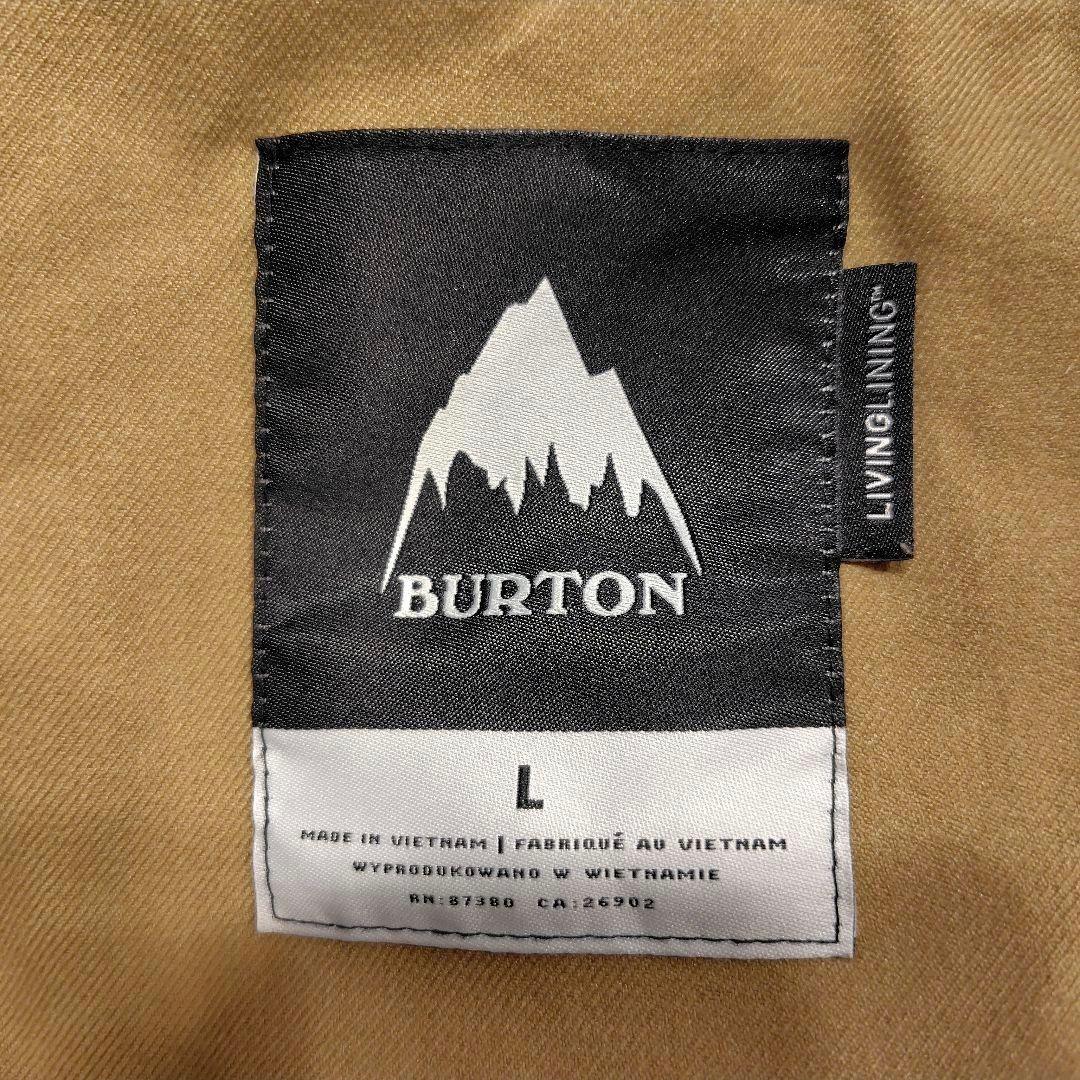 BURTON
LIVINGLINING™
L
MADE IN VIETNAM | FABRIQUÉ AU VIETNAM
WYPRODUKOWANO W WIETNAMIE
RN:87380 CA:26902